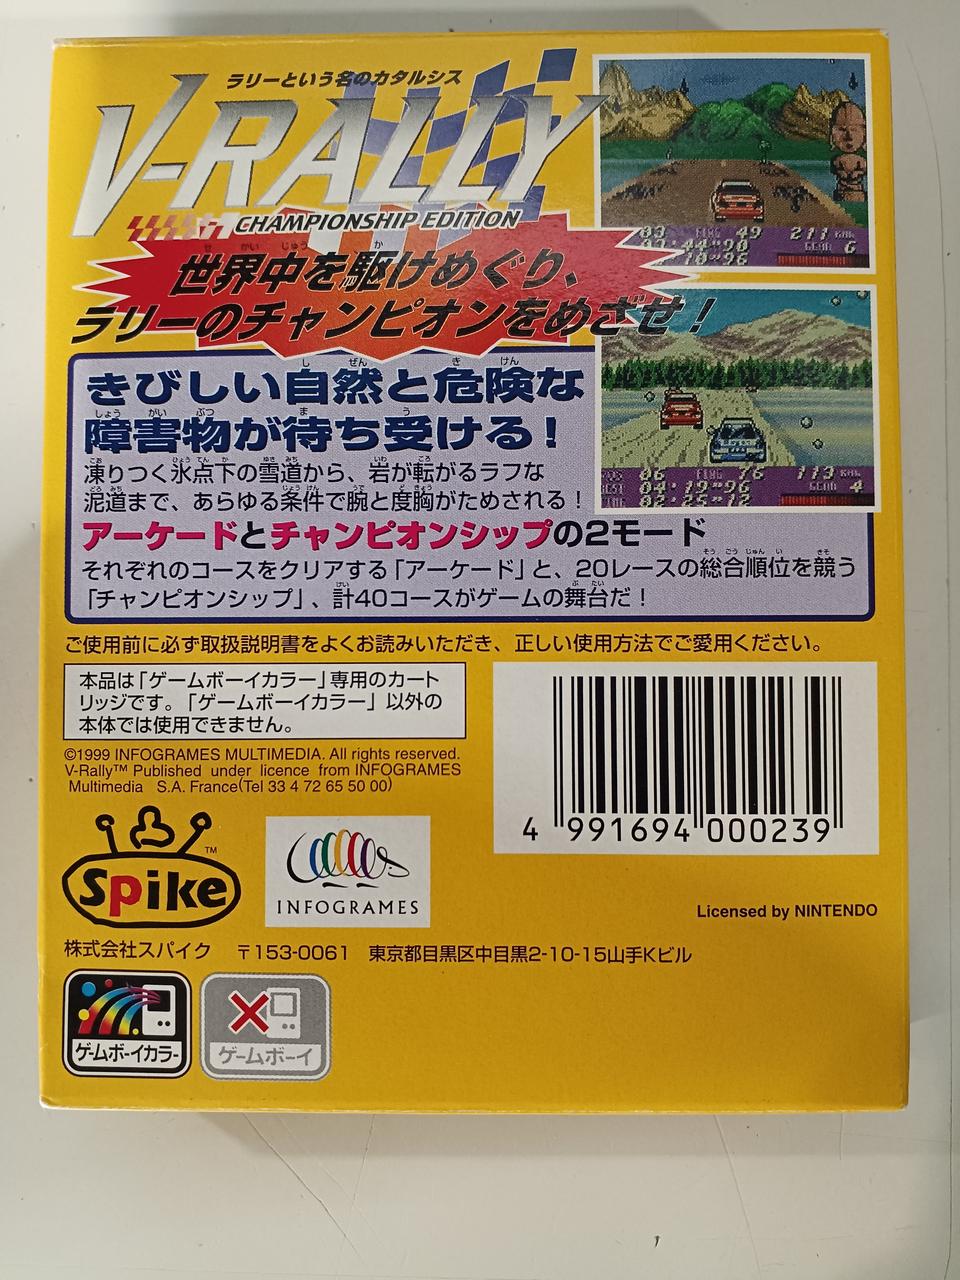 ラリーという名のカタルシス
V-RALLY
CHAMPIONSHIP EDITION
世界中を駆けめぐり、
ラリーのチャンピオンをめざせ！
きびしい自然と危険な
障害物が待ち受ける！
凍りつく氷点下の雪道から、岩が転がるラフな
泥道まで、あらゆる条件で腕と度胸がためされる！
アーケードとチャンピオンシップの2モード
それぞれのコースをクリアする「アーケード」と、20レースの総合順位を競う
「チャンピオンシップ」、計40コースがゲームの舞台だ！
ご使用前に必ず取扱説明書をよくお読みいただき、正しい使用方法でご愛用ください。
本品は「ゲームボーイカラー」専用のカート
リッジです。「ゲームボーイカラー」以外の
本体では使用できません。
©1999 INFOGRAMES MULTIMEDIA. All rights reserved.
V-Rally™ Published under licence from INFOGRAMES
Multimedia S.A. France(Tel 33 4 72 65 50 00)
4 991694 000239
Spike™
INFOGRAMES
Licensed by NINTENDO
株式会社スパイク 〒153-0061 東京都目黒区中目黒2-10-15山手Kビル
ゲームボーイカラー
ゲームボーイ